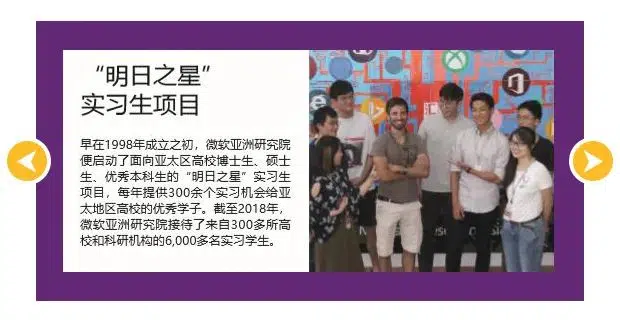 “明日之星”
实习生项目
早在1998年成立之初，微软亚洲研究院
便启动了面向亚太区高校博士生、硕士
生、优秀本科生的“明日之星”实习生
项目，每年提供300余个实习机会给亚
太地区高校的优秀学子。截至2018年，
微软亚洲研究院接待了来自300多所高
校和科研机构的6,000多名实习学生。